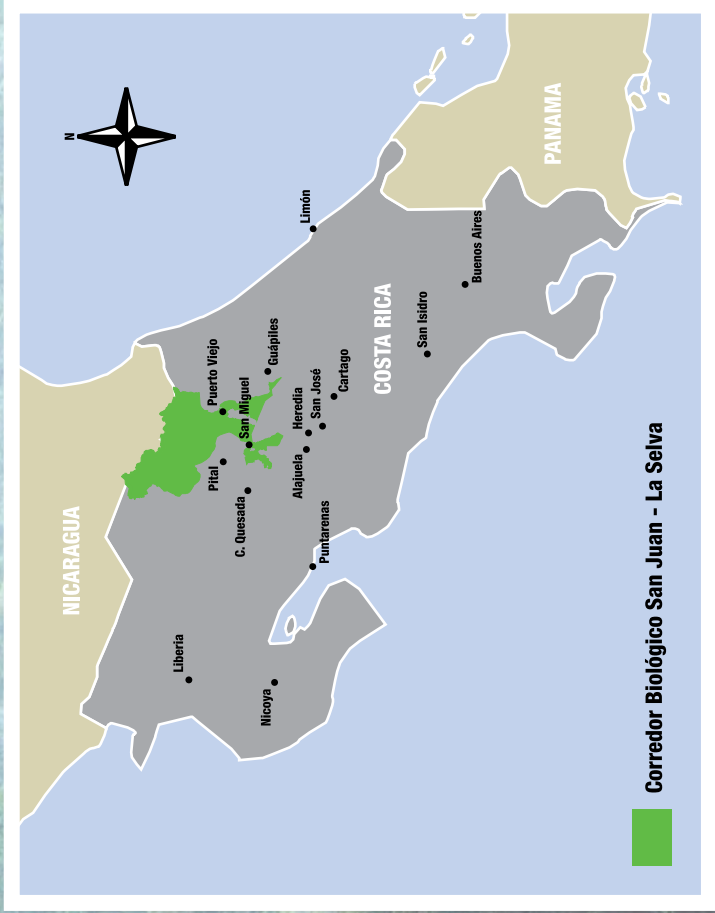 N
NICARAGUA
Liberia
Nicoya
Pital
C. Quesada
Puerto Viejo
San Miguel
Guápiles
Alajuela
Heredia
San José
Cartago
Puntarenas
Limón
COSTA RICA
San Isidro
Buenos Aires
PANAMA
Corredor Biológico San Juan - La Selva